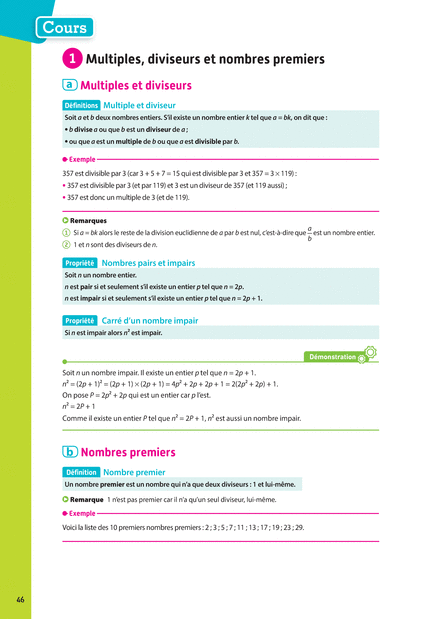 Cours
1 Multiples, diviseurs et nombres premiers
a Multiples et diviseurs
Définitions Multiple et diviseur
Soit a et b deux nombres entiers. S'il existe un nombre entier k tel que a = bk, on dit que :
• b divise a ou que b est un diviseur de a ;
• ou que a est un multiple de b ou que a est divisible par b.
Exemple
357 est divisible par 3 (car 3 + 5 + 7 = 15 qui est divisible par 3 et 357 = 3 × 119) :
• 357 est divisible par 3 (et par 119) et 3 est un diviseur de 357 (et 119 aussi) ;
• 357 est donc un multiple de 3 (et de 119).
Remarques
1 Si a = bk alors le reste de la division euclidienne de a par b est nul, c'est-à-dire que a/b est un nombre entier.
2 1 et n sont des diviseurs de n.
Propriété Nombres pairs et impairs
Soit n un nombre entier.
n est pair si et seulement s'il existe un entier p tel que n = 2p.
n est impair si et seulement s'il existe un entier p tel que n = 2p + 1.
Propriété Carré d'un nombre impair
Si n est impair alors n² est impair.
Démonstration
Soit n un nombre impair. Il existe un entier p tel que n = 2p + 1.
n² = (2p + 1)² = (2p + 1) × (2p + 1) = 4p² + 2p + 2p + 1 = 2(2p² + 2p) + 1.
On pose P = 2p² + 2p qui est un entier car p l'est.
n² = 2P + 1
Comme il existe un entier P tel que n² = 2P + 1, n² est aussi un nombre impair.
b Nombres premiers
Définition Nombre premier
Un nombre premier est un nombre qui n'a que deux diviseurs : 1 et lui-même.
Remarque 1 n'est pas premier car il n'a qu'un seul diviseur, lui-même.
Exemple
Voici la liste des 10 premiers nombres premiers : 2 ; 3 ; 5 ; 7 ; 11 ; 13 ; 17 ; 19 ; 23 ; 29.
46